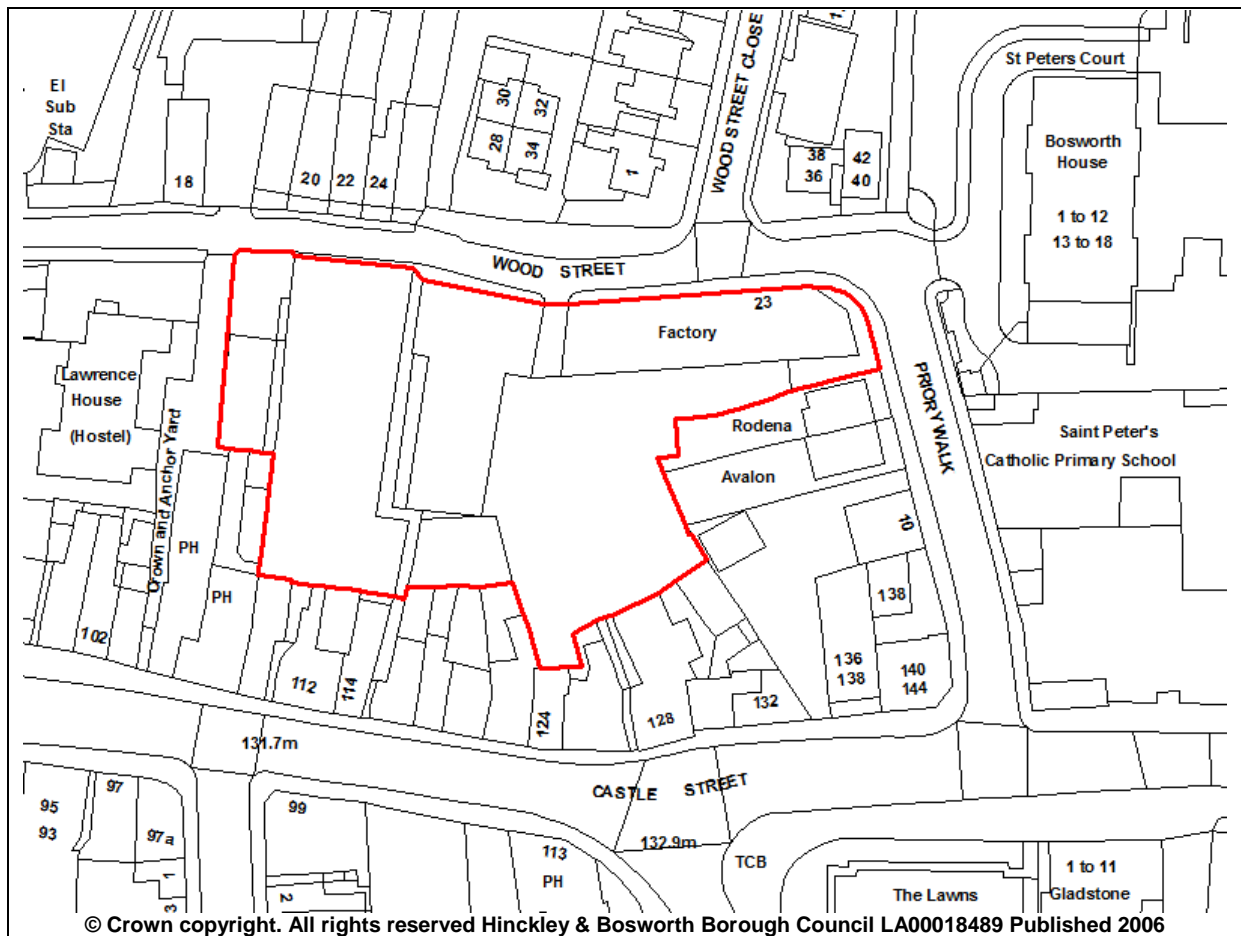 St Peters Court
El
Sub
Sta
30
32
28
34
1
WOOD STREET CLOSE
38
42
36
40
Bosworth
House
1 to 12
13 to 18
18
20
22
24
WOOD STREET
23
Factory
Lawrence
House
(Hostel)
Crown and Anchor Yard
PRIORY WALK
Rodena
Avalon
Saint Peter's
Catholic Primary School
10
PH
PH
102
112
114
124
128
132
138
136
138
140
144
131.7m
CASTLE STREET
132.9m
95
93
97
97a
1
3
99
2
113
PH
TCB
The Lawns
1 to 11
Gladstone
© Crown copyright. All rights reserved Hinckley & Bosworth Borough Council LA00018489 Published 2006